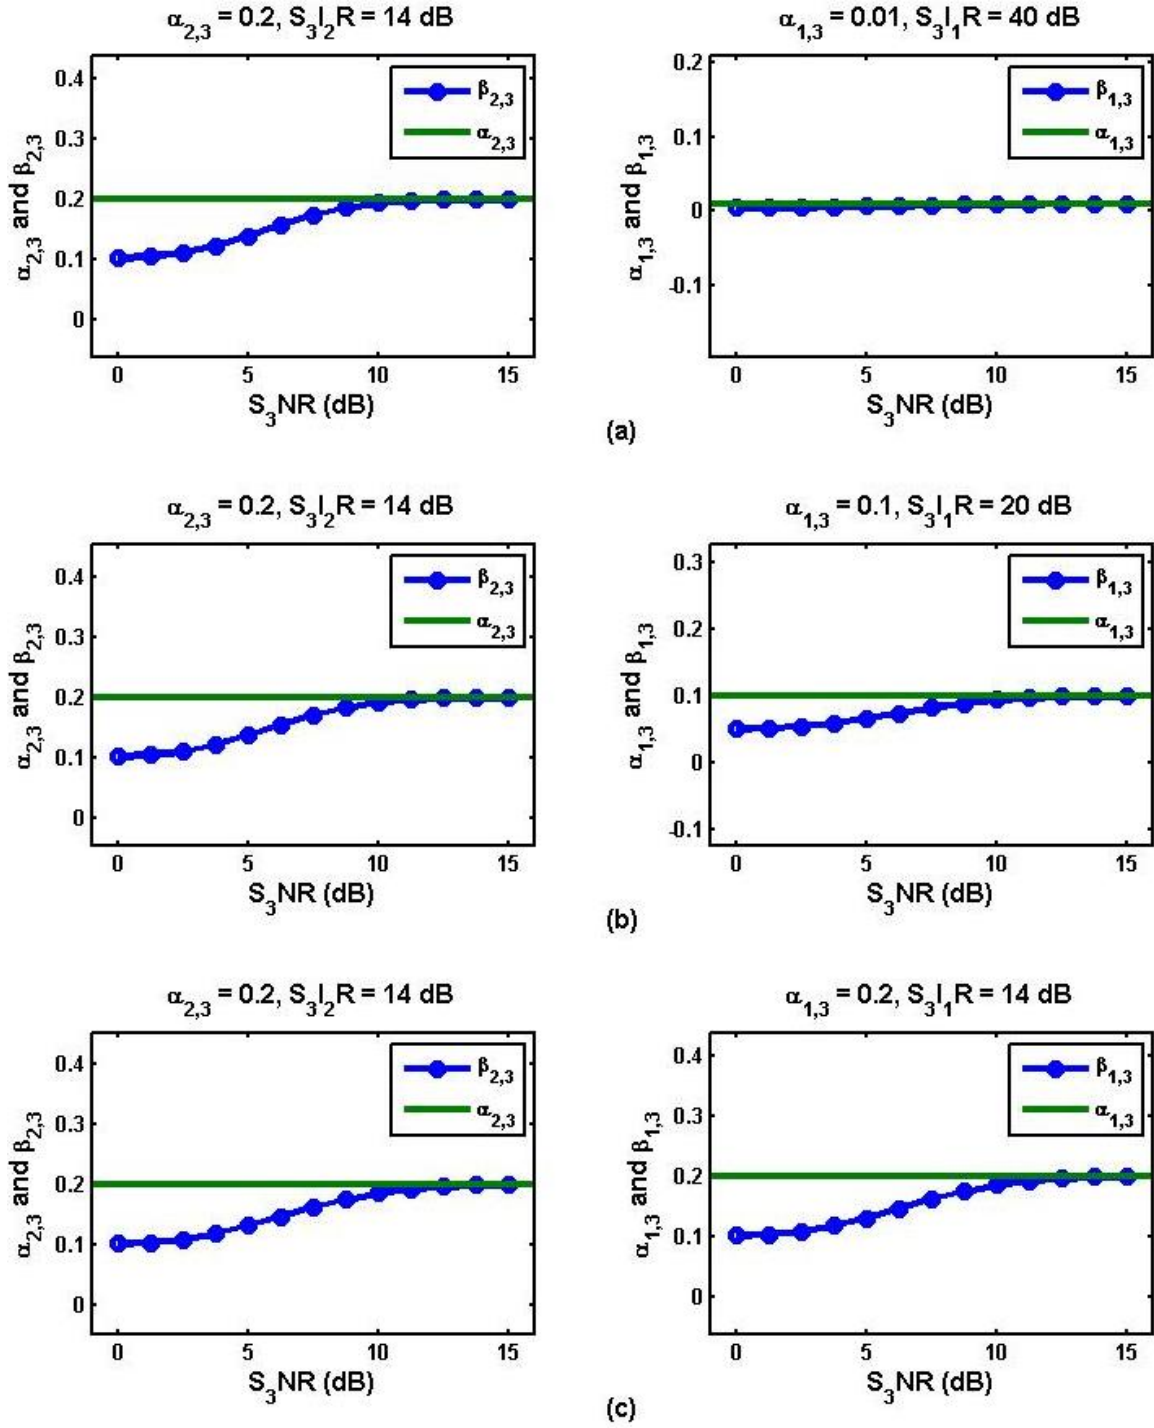 α2,3 = 0.2, S3I2R = 14 dB
α2,3 and β2,3
0.4
0.3
0.2
0.1
0
β2,3
α2,3
0 5 10 15
S3NR (dB)
α1,3 = 0.01, S3I1R = 40 dB
α1,3 and β1,3
0.2
0.1
0
-0.1
β1,3
α1,3
0 5 10 15
S3NR (dB)
(a)
α2,3 = 0.2, S3I2R = 14 dB
α2,3 and β2,3
0.4
0.3
0.2
0.1
0
β2,3
α2,3
0 5 10 15
S3NR (dB)
α1,3 = 0.1, S3I1R = 20 dB
α1,3 and β1,3
0.3
0.2
0.1
0
-0.1
β1,3
α1,3
0 5 10 15
S3NR (dB)
(b)
α2,3 = 0.2, S3I2R = 14 dB
α2,3 and β2,3
0.4
0.3
0.2
0.1
0
β2,3
α2,3
0 5 10 15
S3NR (dB)
α1,3 = 0.2, S3I1R = 14 dB
α1,3 and β1,3
0.4
0.3
0.2
0.1
0
β1,3
α1,3
0 5 10 15
S3NR (dB)
(c)